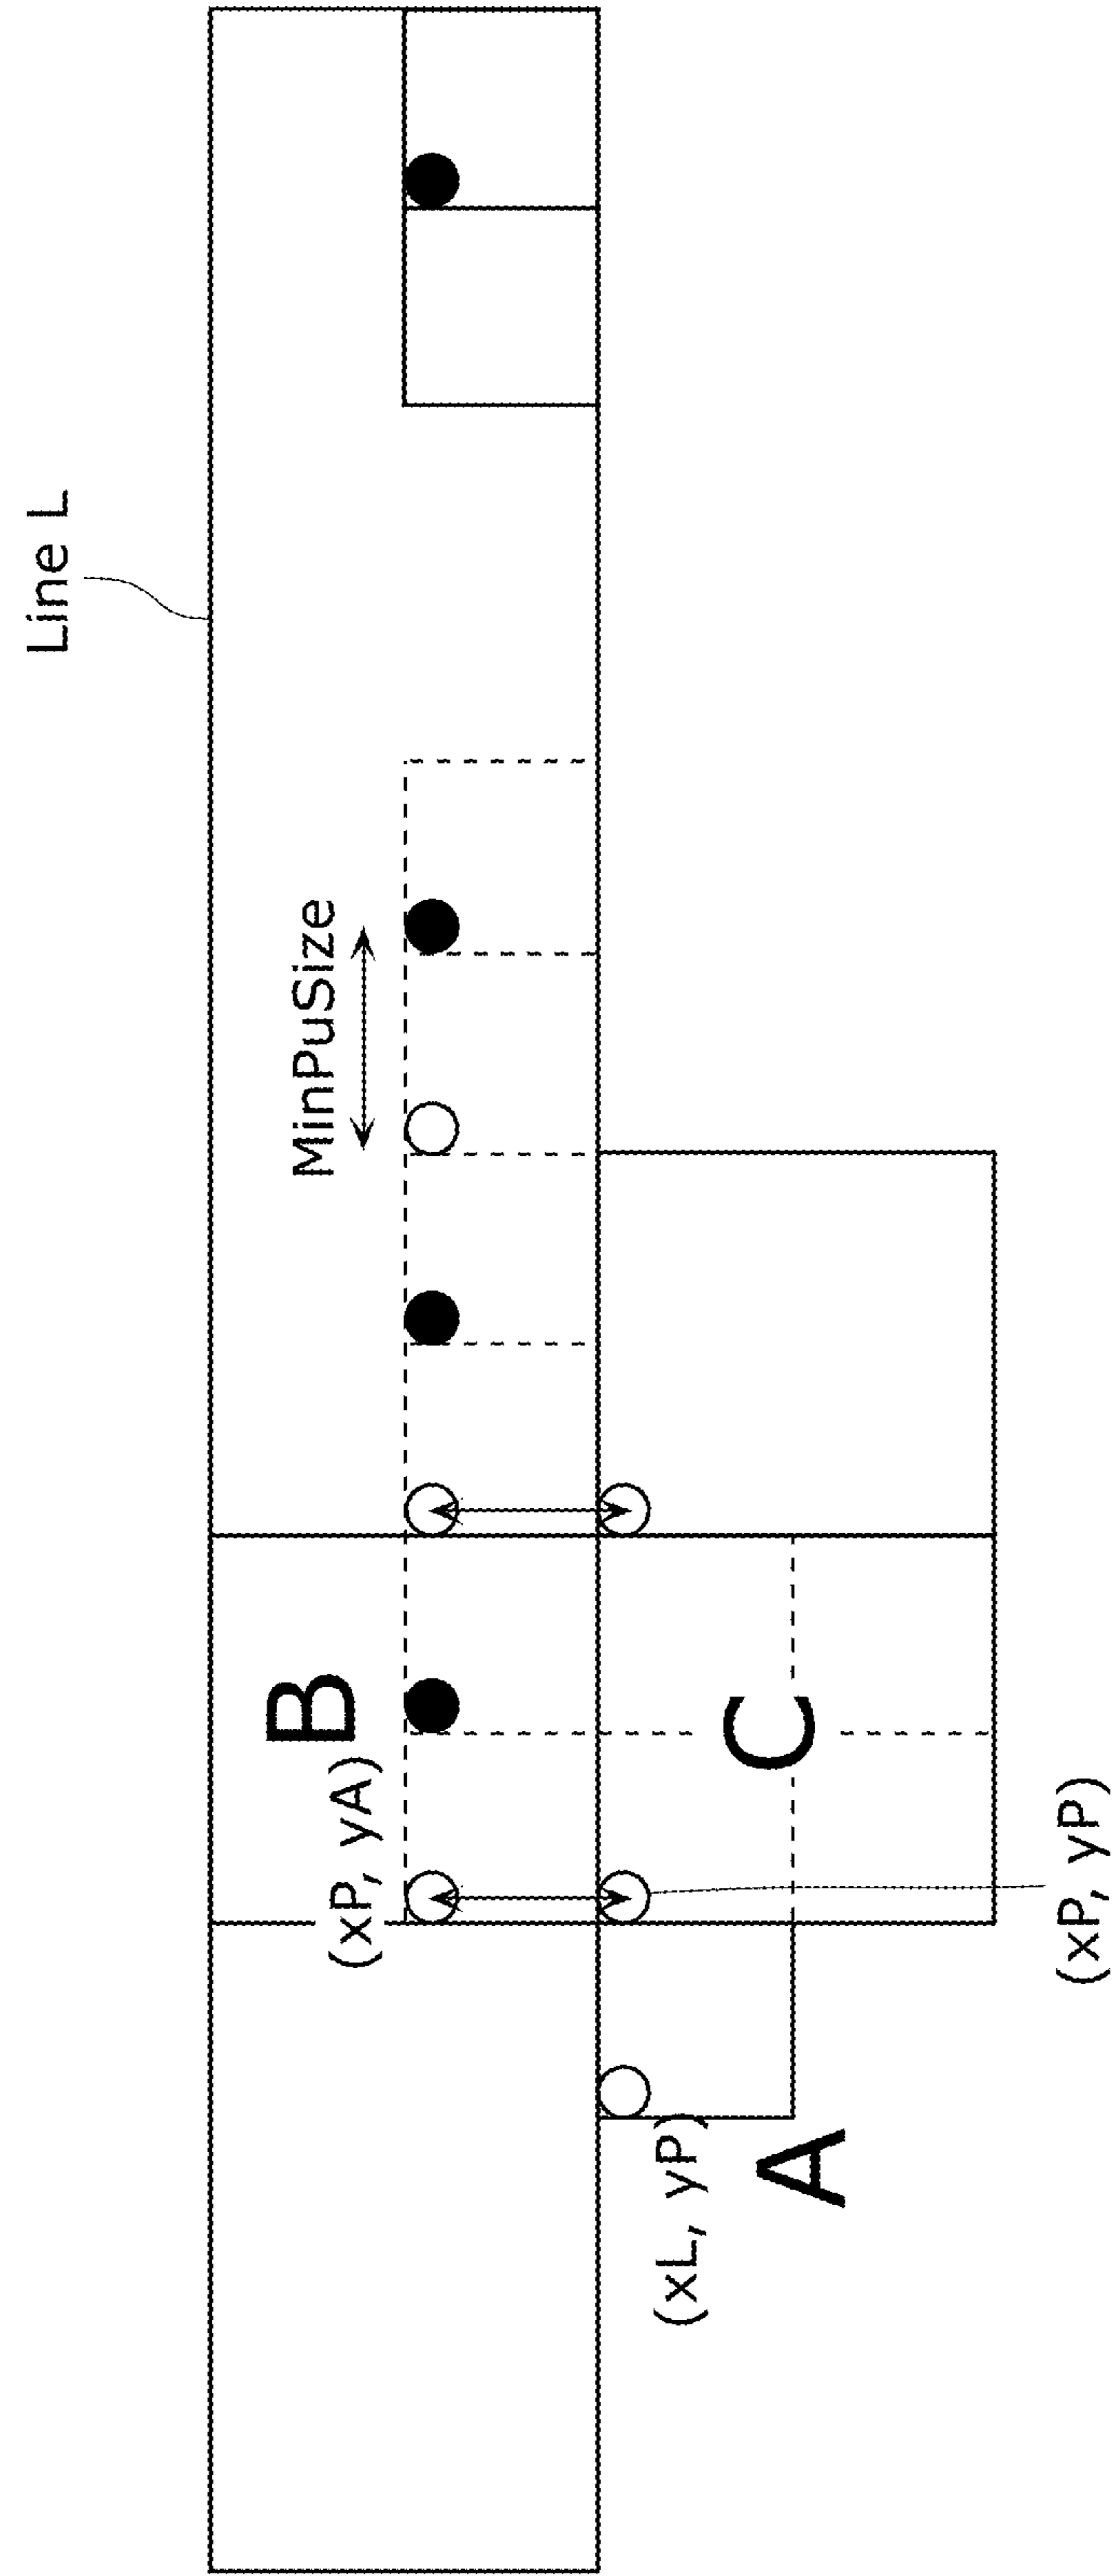 Line L
MinPuSize
B
(xP, yA)
C
(xP, yP)
(xL, yP)
A